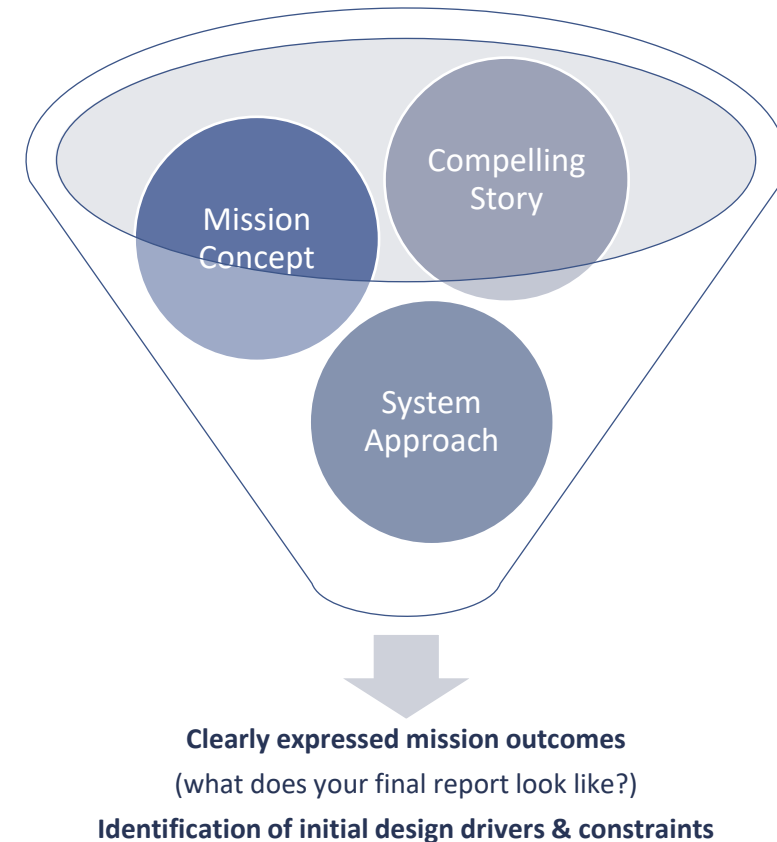 Compelling
Story
Mission
Concept
System
Approach
Clearly expressed mission outcomes
(what does your final report look like?)
Identification of initial design drivers & constraints